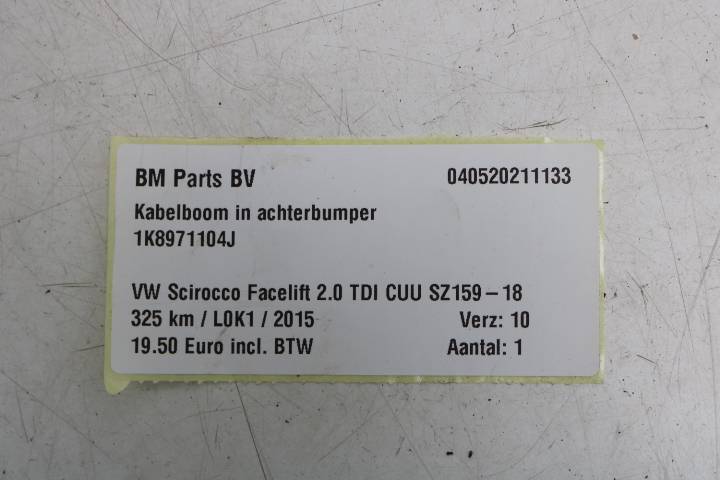 BM Parts BV 040520211133
Kabelboom in achterbumper
1K8971104J
VW Scirocco Facelift 2.0 TDI CUU SZ159-18
325 km / L0K1 / 2015 Verz: 10
19.50 Euro incl. BTW Aantal: 1